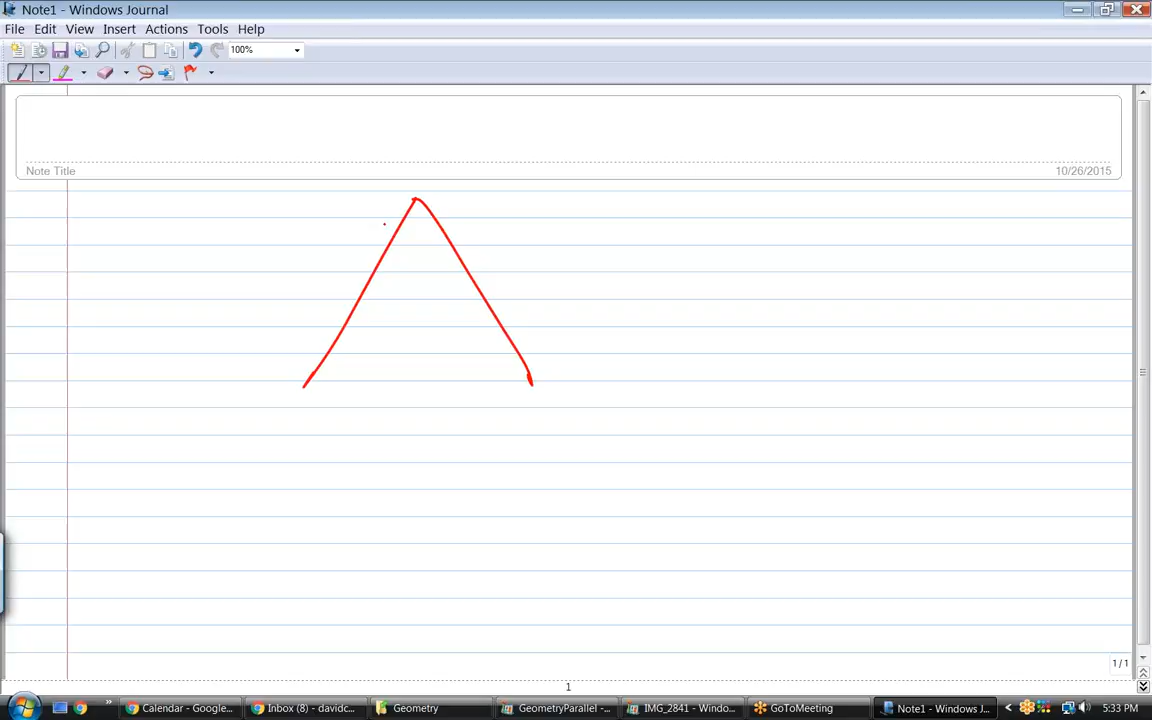 Note1 - Windows Journal
File Edit View Insert Actions Tools Help
100%
Note Title
10/26/2015
1 / 1
1
Calendar - Google... Inbox (8) - davidc... Geometry GeometryParallel -... IMG_2841 - Windo... GoToMeeting Note1 - Windows J... 5:33 PM